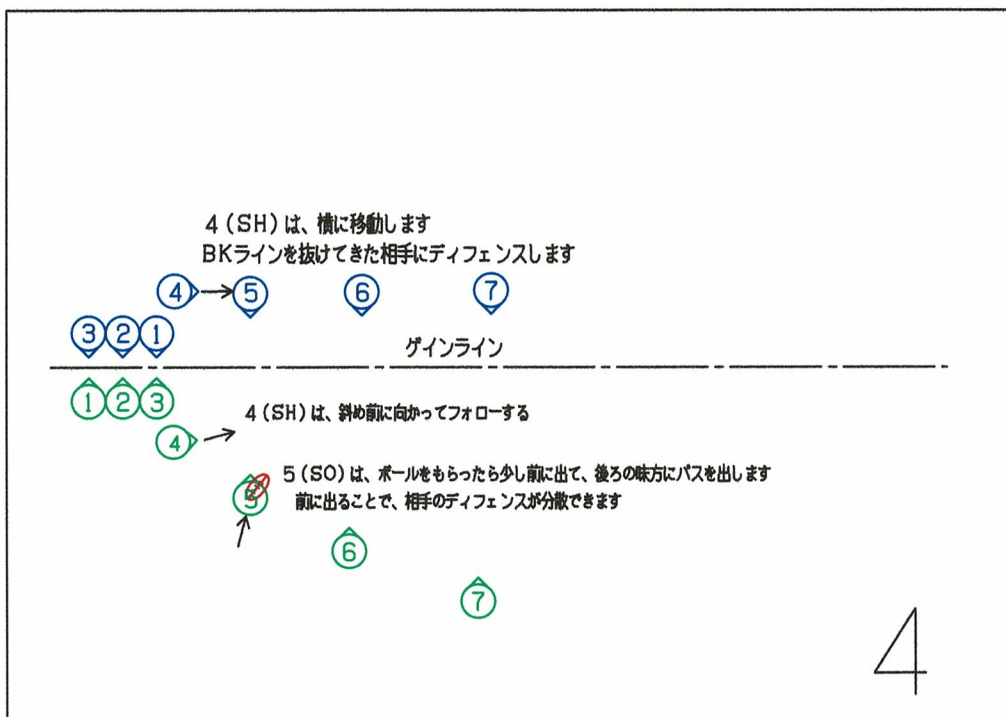 4(SH)は、横に移動します
BKラインを抜けてきた相手にディフェンスします
4 5 6 7
3 2 1
ゲインライン
1 2 3
4(SH)は、斜め前に向かってフォローする
4
5(SO)は、ボールをもらったら少し前に出て、後ろの味方にパスを出します
5
前に出ることで、相手のディフェンスが分散できます
6
7
4